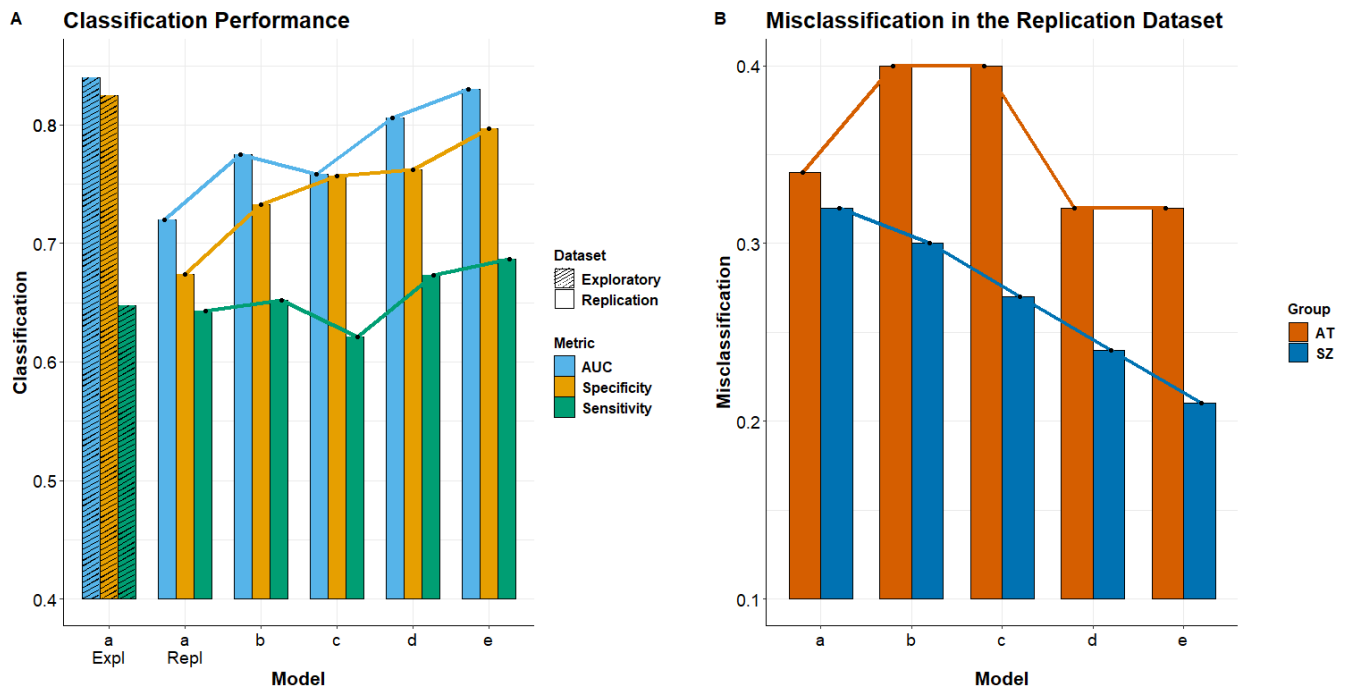 A
Classification Performance
Classification
0.8
0.7
0.6
0.5
0.4
a
Expl
a
Repl
b
c
d
e
Model
Dataset
Exploratory
Replication
Metric
AUC
Specificity
Sensitivity
B
Misclassification in the Replication Dataset
Misclassification
0.4
0.3
0.2
0.1
a
b
c
d
e
Model
Group
AT
SZ